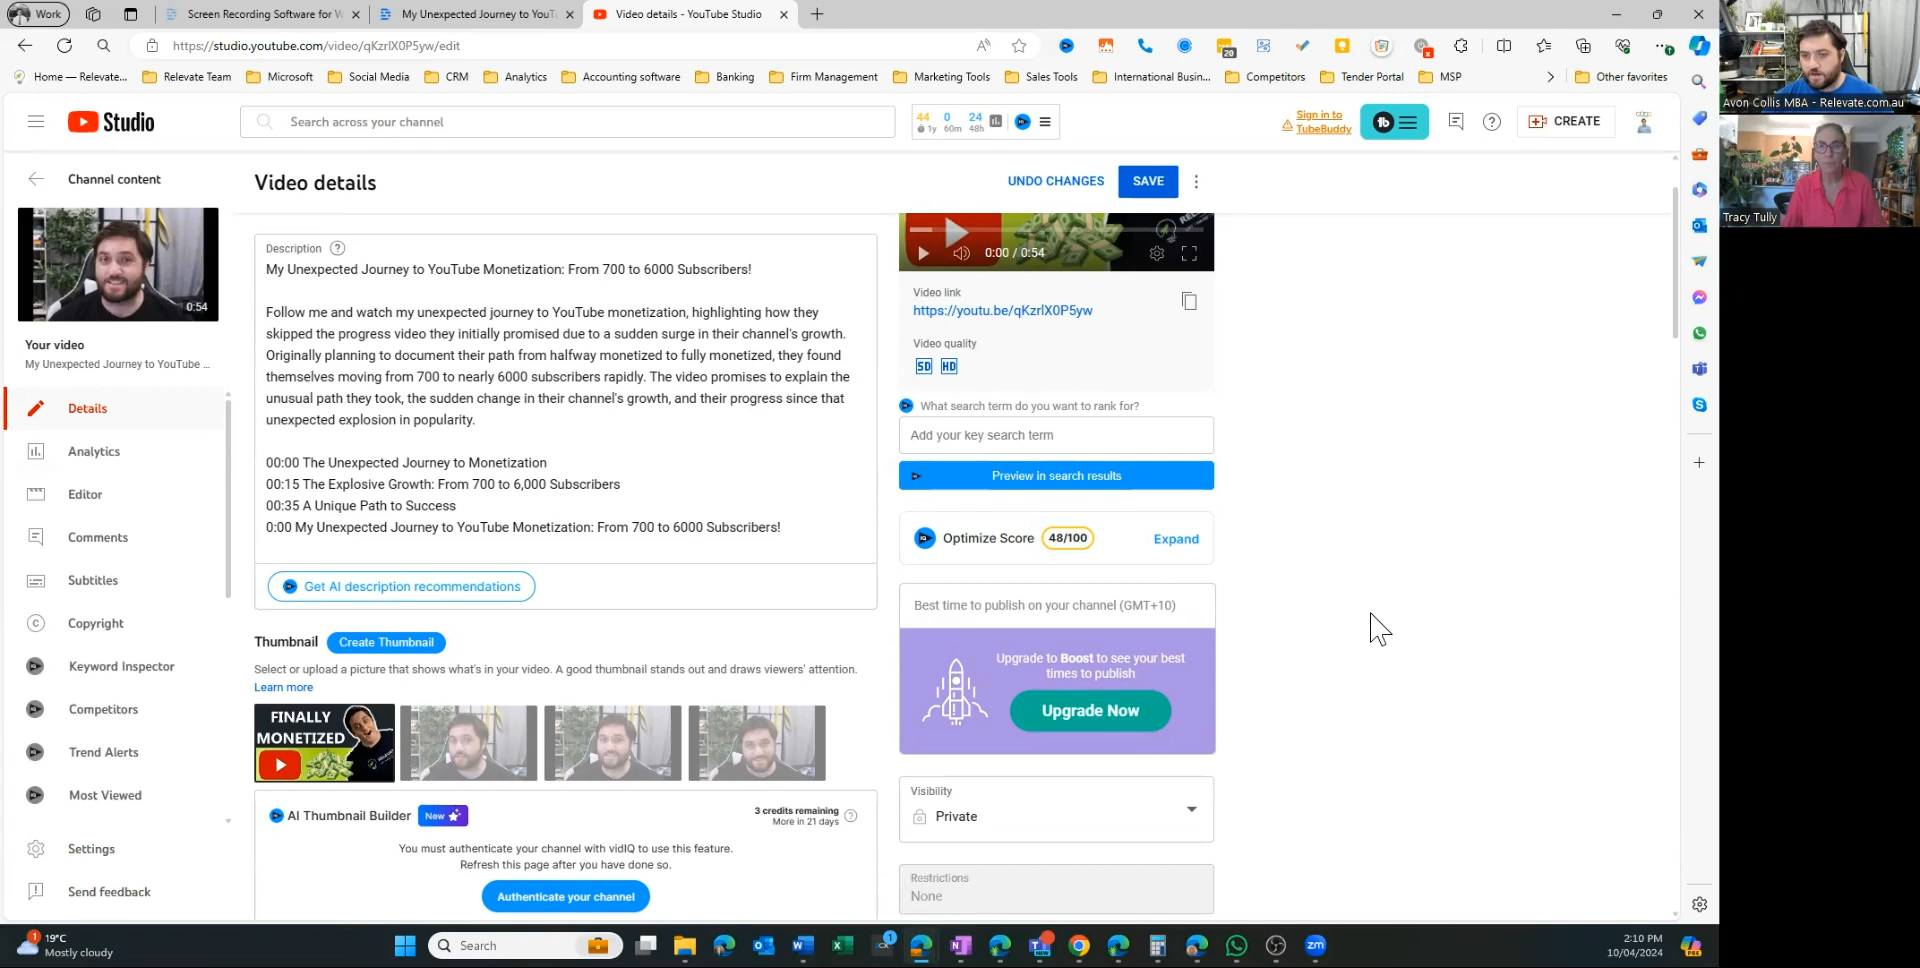 Work
Screen Recording Software for W
My Unexpected Journey to YouTu
Video details - YouTube Studio
https://studio.youtube.com/video/qKzrlX0P5yw/edit
20
Home — Relevate...
Relevate Team
Microsoft
Social Media
CRM
Analytics
Accounting software
Banking
Firm Management
Marketing Tools
Sales Tools
International Busin...
Competitors
Tender Portal
MSP
Other favorites
Avon Collis MBA - Relevate.com.au
Tracy Tully
Studio
Search across your channel
44 0 24
1y 60m 48h
Sign in to
TubeBuddy
CREATE
Channel content
0:54
Your video
My Unexpected Journey to YouTube ...
Details
Analytics
Editor
Comments
Subtitles
Copyright
Keyword Inspector
Competitors
Trend Alerts
Most Viewed
Settings
Send feedback
Video details
UNDO CHANGES
SAVE
Description
My Unexpected Journey to YouTube Monetization: From 700 to 6000 Subscribers!
Follow me and watch my unexpected journey to YouTube monetization, highlighting how they
skipped the progress video they initially promised due to a sudden surge in their channel's growth.
Originally planning to document their path from halfway monetized to fully monetized, they found
themselves moving from 700 to nearly 6000 subscribers rapidly. The video promises to explain the
unusual path they took, the sudden change in their channel's growth, and their progress since that
unexpected explosion in popularity.
00:00 The Unexpected Journey to Monetization
00:15 The Explosive Growth: From 700 to 6,000 Subscribers
00:35 A Unique Path to Success
0:00 My Unexpected Journey to YouTube Monetization: From 700 to 6000 Subscribers!
Get AI description recommendations
Thumbnail
Create Thumbnail
Select or upload a picture that shows what's in your video. A good thumbnail stands out and draws viewers' attention.
Learn more
FINALLY
MONETIZED
AI Thumbnail Builder
New
3 credits remaining
More in 21 days
You must authenticate your channel with vidIQ to use this feature.
Refresh this page after you have done so.
Authenticate your channel
0:00 / 0:54
Video link
https://youtu.be/qKzrlX0P5yw
Video quality
SD
HD
What search term do you want to rank for?
Add your key search term
Preview in search results
Optimize Score
48/100
Expand
Best time to publish on your channel (GMT+10)
Upgrade to Boost to see your best
times to publish
Upgrade Now
Visibility
Private
Restrictions
None
1
19°C
Mostly cloudy
Search
1
zm
2:10 PM
10/04/2024